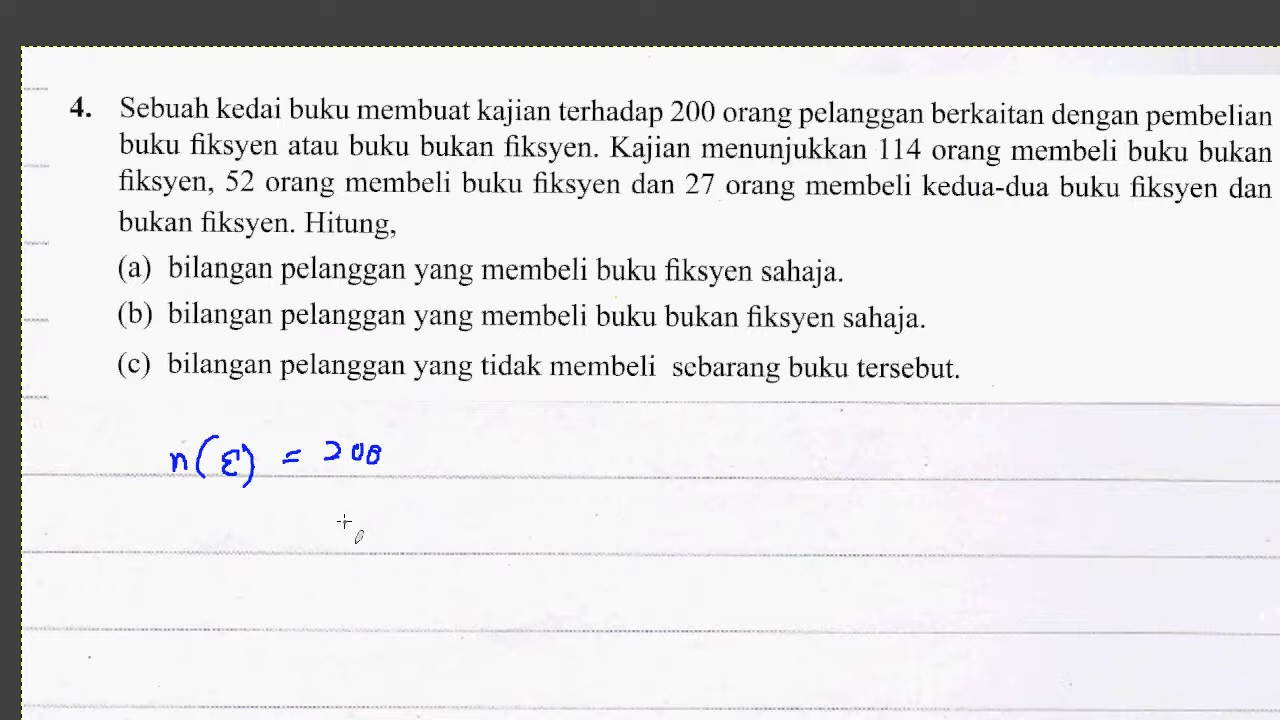 4. Sebuah kedai buku membuat kajian terhadap 200 orang pelanggan berkaitan dengan pembelian
buku fiksyen atau buku bukan fiksyen. Kajian menunjukkan 114 orang membeli buku bukan
fiksyen, 52 orang membeli buku fiksyen dan 27 orang membeli kedua-dua buku fiksyen dan
bukan fiksyen. Hitung,
(a) bilangan pelanggan yang membeli buku fiksyen sahaja.
(b) bilangan pelanggan yang membeli buku bukan fiksyen sahaja.
(c) bilangan pelanggan yang tidak membeli sebarang buku tersebut.
n(ξ) = 200